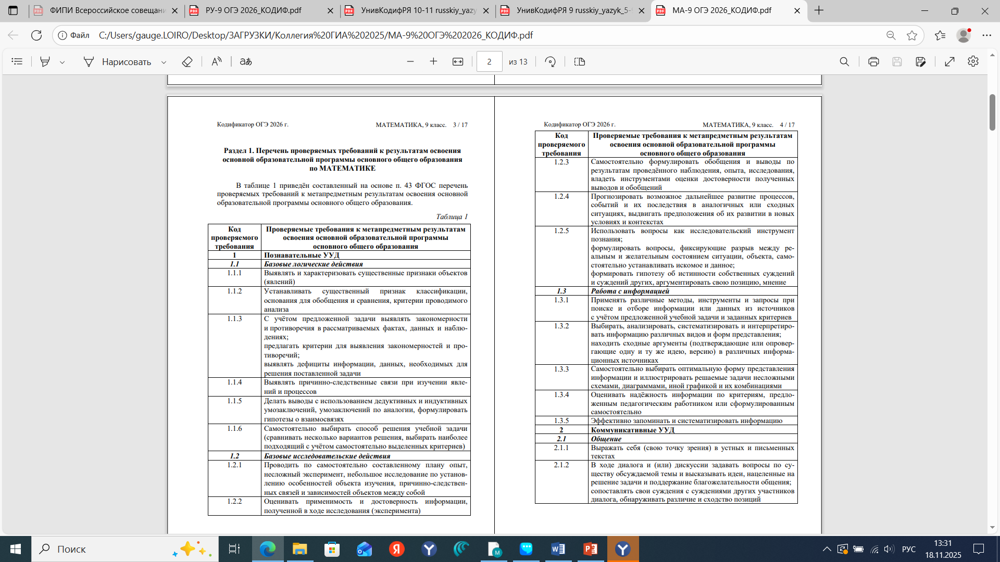 ФИПИ Всероссийское совещани
РУ-9 ОГЭ 2026_КОДИФ.pdf
УнивКодифРЯ 10-11 russkiy_yazy
УнивКодифРЯ 9 russkiy_yazyk_5-
МА-9 ОГЭ 2026_КОДИФ.pdf
Файл
C:/Users/gauge.LOIRO/Desktop/ЗАГРУЗКИ/Коллегия%20ГИА%202025/МА-9%20ОГЭ%202026_КОДИФ.pdf
Нарисовать
aあ
2
из 13
Кодификатор ОГЭ 2026 г.
МАТЕМАТИКА, 9 класс. 3 / 17
Раздел 1. Перечень проверяемых требований к результатам освоения
основной образовательной программы основного общего образования
по МАТЕМАТИКЕ
В таблице 1 приведён составленный на основе п. 43 ФГОС перечень
проверяемых требований к метапредметным результатам освоения основной
образовательной программы основного общего образования.
Таблица 1
Код
проверяемого
требования
Проверяемые требования к метапредметным результатам
освоения основной образовательной программы
основного общего образования
1
Познавательные УУД
1.1
Базовые логические действия
1.1.1
Выявлять и характеризовать существенные признаки объектов
(явлений)
1.1.2
Устанавливать существенный признак классификации,
основания для обобщения и сравнения, критерии проводимого
анализа
1.1.3
С учётом предложенной задачи выявлять закономерности
и противоречия в рассматриваемых фактах, данных и наблю-
дениях;
предлагать критерии для выявления закономерностей и про-
тиворечий;
выявлять дефициты информации, данных, необходимых для
решения поставленной задачи
1.1.4
Выявлять причинно-следственные связи при изучении явле-
ний и процессов
1.1.5
Делать выводы с использованием дедуктивных и индуктивных
умозаключений, умозаключений по аналогии, формулировать
гипотезы о взаимосвязях
1.1.6
Самостоятельно выбирать способ решения учебной задачи
(сравнивать несколько вариантов решения, выбирать наиболее
подходящий с учётом самостоятельно выделенных критериев)
1.2
Базовые исследовательские действия
1.2.1
Проводить по самостоятельно составленному плану опыт,
несложный эксперимент, небольшое исследование по установ-
лению особенностей объекта изучения, причинно-следствен-
ных связей и зависимостей объектов между собой
1.2.2
Оценивать применимость и достоверность информации,
полученной в ходе исследования (эксперимента)
Кодификатор ОГЭ 2026 г.
МАТЕМАТИКА, 9 класс. 4 / 17
Код
проверяемого
требования
Проверяемые требования к метапредметным результатам
освоения основной образовательной программы
основного общего образования
1.2.3
Самостоятельно формулировать обобщения и выводы по
результатам проведённого наблюдения, опыта, исследования,
владеть инструментами оценки достоверности полученных
выводов и обобщений
1.2.4
Прогнозировать возможное дальнейшее развитие процессов,
событий и их последствия в аналогичных или сходных
ситуациях, выдвигать предположения об их развитии в новых
условиях и контекстах
1.2.5
Использовать вопросы как исследовательский инструмент
познания;
формулировать вопросы, фиксирующие разрыв между ре-
альным и желательным состоянием ситуации, объекта, само-
стоятельно устанавливать искомое и данное;
формировать гипотезу об истинности собственных суждений
и суждений других, аргументировать свою позицию, мнение
1.3
Работа с информацией
1.3.1
Применять различные методы, инструменты и запросы при
поиске и отборе информации или данных из источников
с учётом предложенной учебной задачи и заданных критериев
1.3.2
Выбирать, анализировать, систематизировать и интерпретиро-
вать информацию различных видов и форм представления;
находить сходные аргументы (подтверждающие или опровер-
гающие одну и ту же идею, версию) в различных информа-
ционных источниках
1.3.3
Самостоятельно выбирать оптимальную форму представления
информации и иллюстрировать решаемые задачи несложными
схемами, диаграммами, иной графикой и их комбинациями
1.3.4
Оценивать надёжность информации по критериям, предло-
женным педагогическим работником или сформулированным
самостоятельно
1.3.5
Эффективно запоминать и систематизировать информацию
2
Коммуникативные УУД
2.1
Общение
2.1.1
Выражать себя (свою точку зрения) в устных и письменных
текстах
2.1.2
В ходе диалога и (или) дискуссии задавать вопросы по су-
ществу обсуждаемой темы и высказывать идеи, нацеленные на
решение задачи и поддержание благожелательности общения;
сопоставлять свои суждения с суждениями других участников
диалога, обнаруживать различие и сходство позиций
Поиск
РУС
13:31
18.11.2025